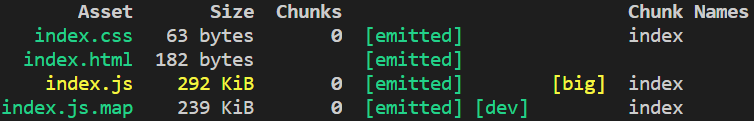 Asset Size Chunks Chunk Names
index.css 63 bytes 0 [emitted] index
index.html 182 bytes [emitted]
index.js 292 KiB 0 [emitted] [big] index
index.js.map 239 KiB 0 [emitted] [dev] index